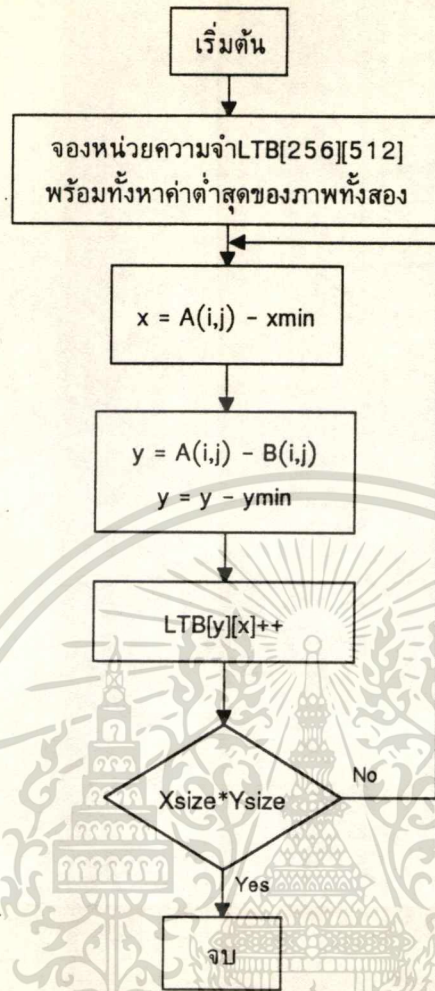 เริ่มต้น
จองหน่วยความจำLTB[256][512]
พร้อมทั้งหาค่าต่ำสุดของภาพทั้งสอง
x = A(i,j) - xmin
y = A(i,j) - B(i,j)
y = y - ymin
LTB[y][x]++
Xsize*Ysize
No
Yes
จบ